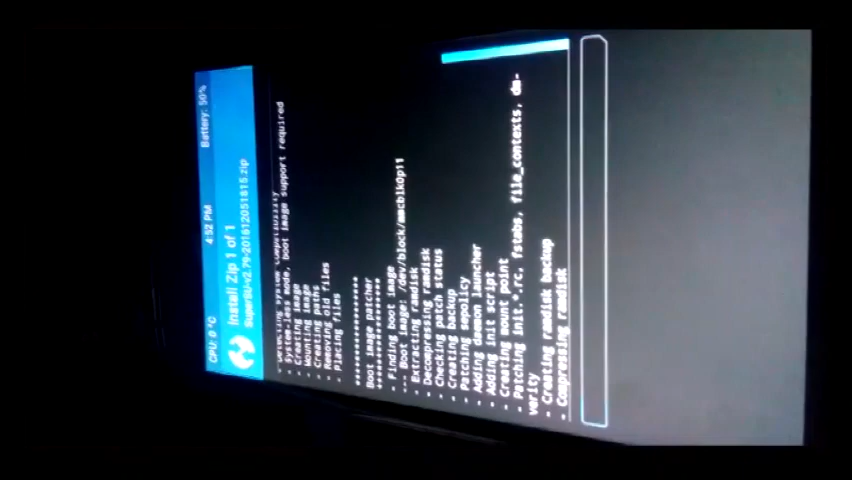 CPU: 0 °C 4:52 PM Battery: 50%
Install Zip 1 of 1
SuperSU-v2.79-201612051815.zip
- Detecting system compatibility
- System-less mode, boot image support required
- Creating image
- Mounting image
- Creating paths
- Removing old files
- Placing files
******************
Boot image patcher
******************
- Finding boot image
--- Boot image: /dev/block/mmcblk0p11
- Extracting ramdisk
- Decompressing ramdisk
- Checking patch status
- Creating backup
- Patching sepolicy
- Adding daemon launcher
- Adding init script
- Creating mount point
- Patching init.*.rc, fstabs, file_contexts, dm-
verity
- Creating ramdisk backup
- Compressing ramdisk